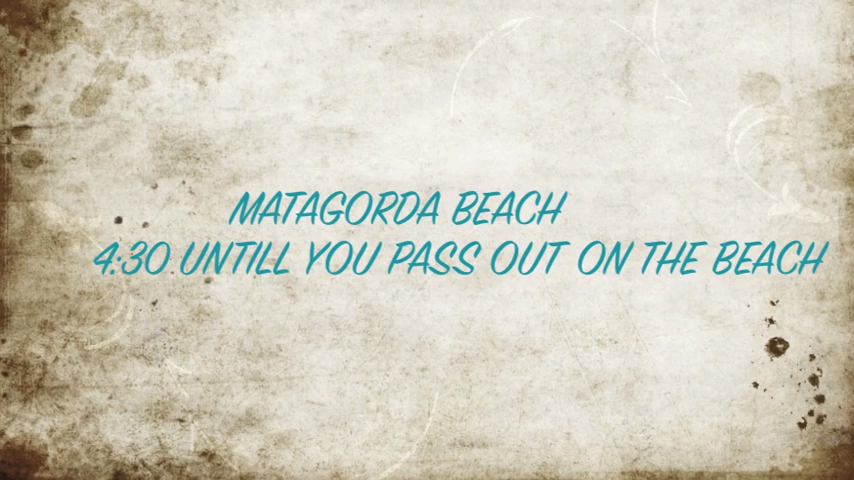 MATAGORDA BEACH
4:30 UNTILL YOU PASS OUT ON THE BEACH